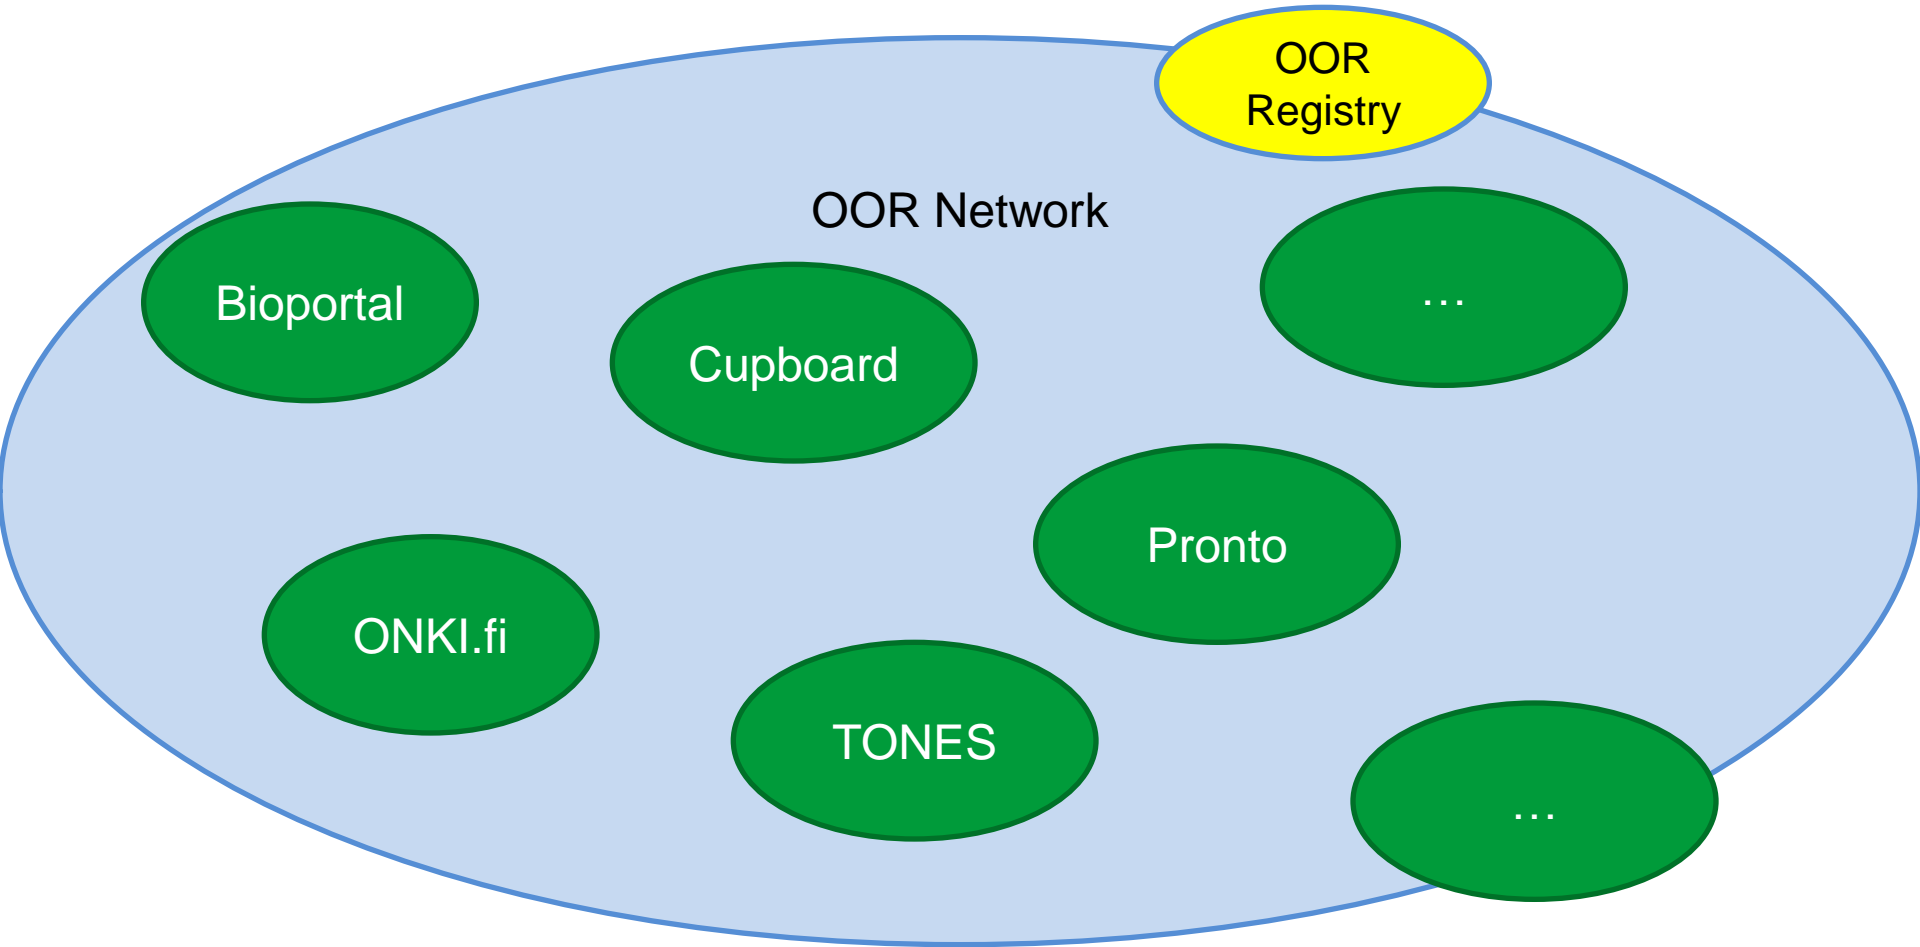 OOR
Registry
OOR Network
Bioportal
Cupboard
…
Pronto
ONKI.fi
TONES
…